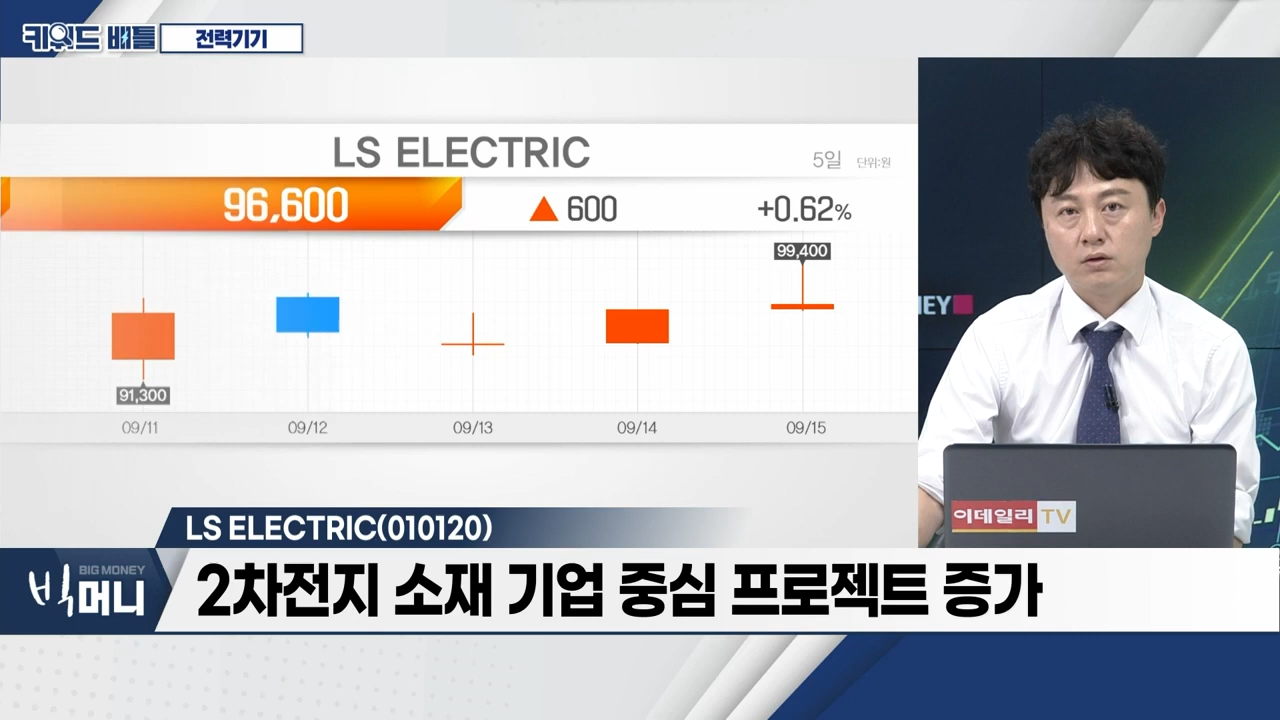 키워드 배틀
전력기기
LS ELECTRIC
5일 단위:원
96,600
▲ 600
+0.62%
99,400
91,300
09/11
09/12
09/13
09/14
09/15
NEY
이데일리 TV
LS ELECTRIC(010120)
BIG MONEY
빅머니
2차전지 소재 기업 중심 프로젝트 증가